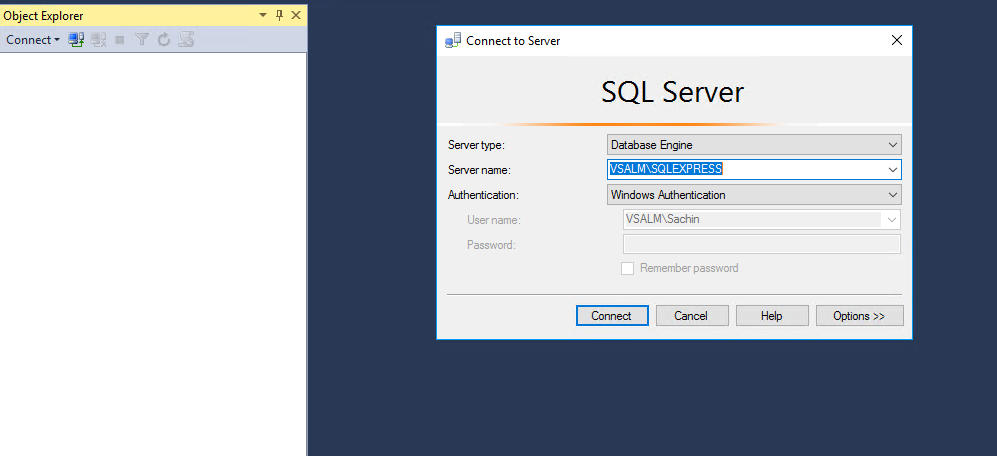 Object Explorer
Connect
Connect to Server
SQL Server
Server type: Database Engine
Server name: VSALM\SQLEXPRESS
Authentication: Windows Authentication
User name: VSALM\Sachin
Password:
Remember password
Connect Cancel Help Options >>